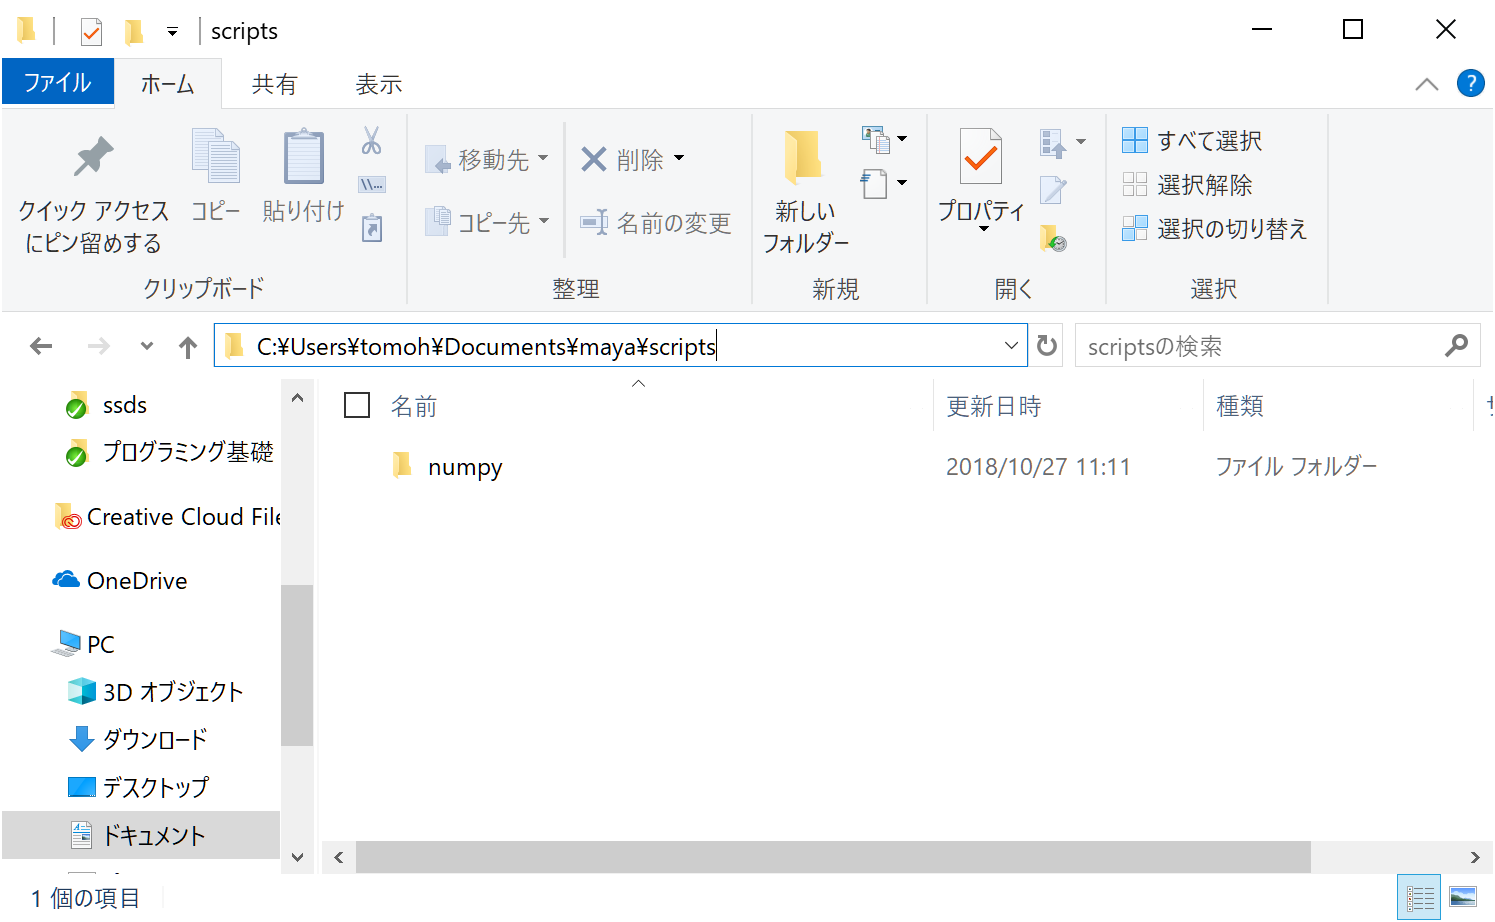 scripts
ファイル
ホーム
共有
表示
?
クイック アクセス
にピン留めする
コピー
貼り付け
移動先
コピー先
削除
名前の変更
新しい
フォルダー
プロパティ
すべて選択
選択解除
選択の切り替え
クリップボード
整理
新規
開く
選択
C:¥Users¥tomoh¥Documents¥maya¥scripts
scriptsの検索
ssds
プログラミング基礎
Creative Cloud File
OneDrive
PC
3D オブジェクト
ダウンロード
デスクトップ
ドキュメント
名前
更新日時
種類
numpy
2018/10/27 11:11
ファイル フォルダー
1 個の項目